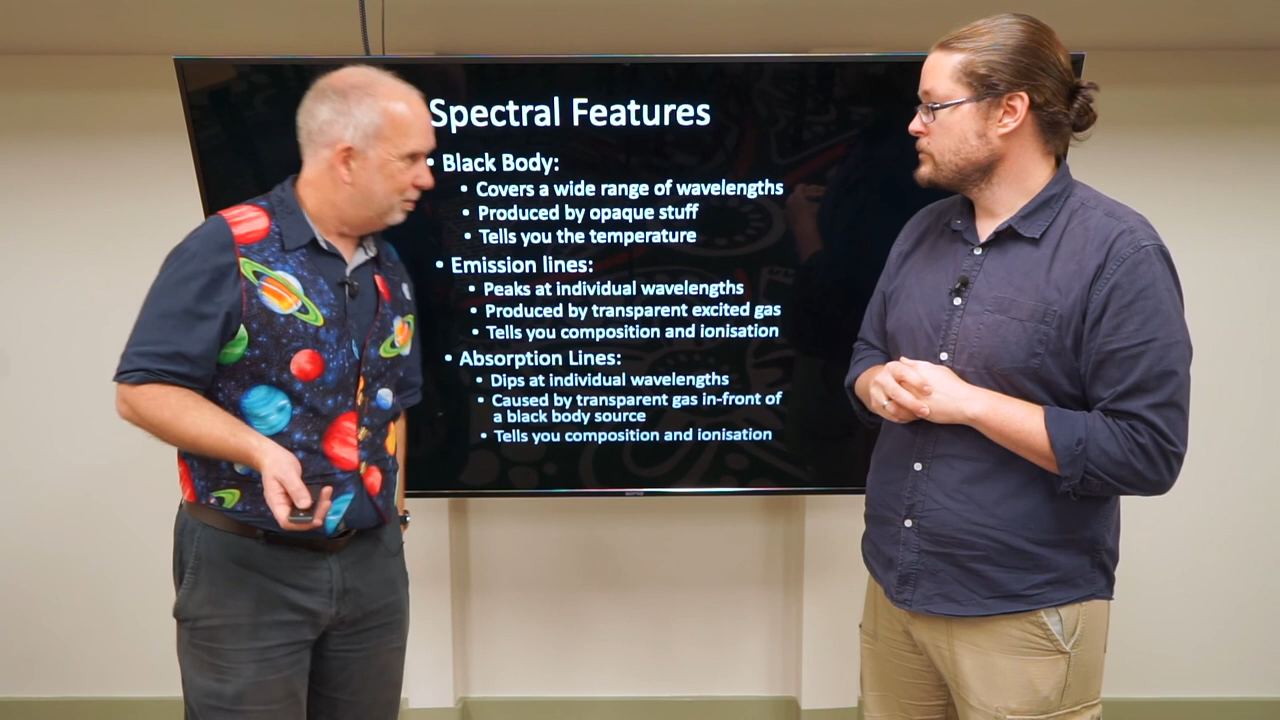 Spectral Features
• Black Body:
• Covers a wide range of wavelengths
• Produced by opaque stuff
• Tells you the temperature
• Emission lines:
• Peaks at individual wavelengths
• Produced by transparent excited gas
• Tells you composition and ionisation
• Absorption Lines:
• Dips at individual wavelengths
• Caused by transparent gas in-front of
a black body source
• Tells you composition and ionisation